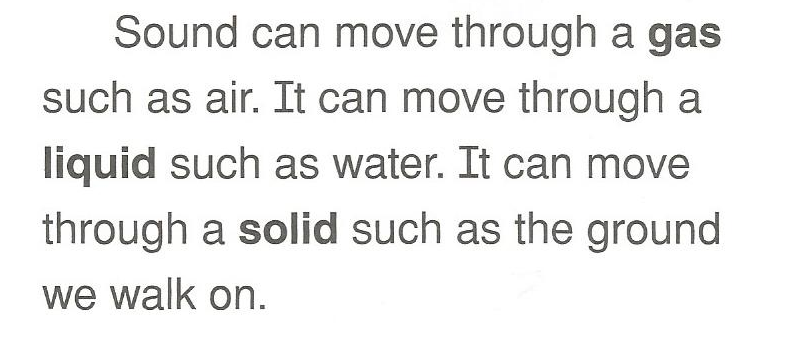 Sound can move through a gas
such as air. It can move through a
liquid such as water. It can move
through a solid such as the ground
we walk on.